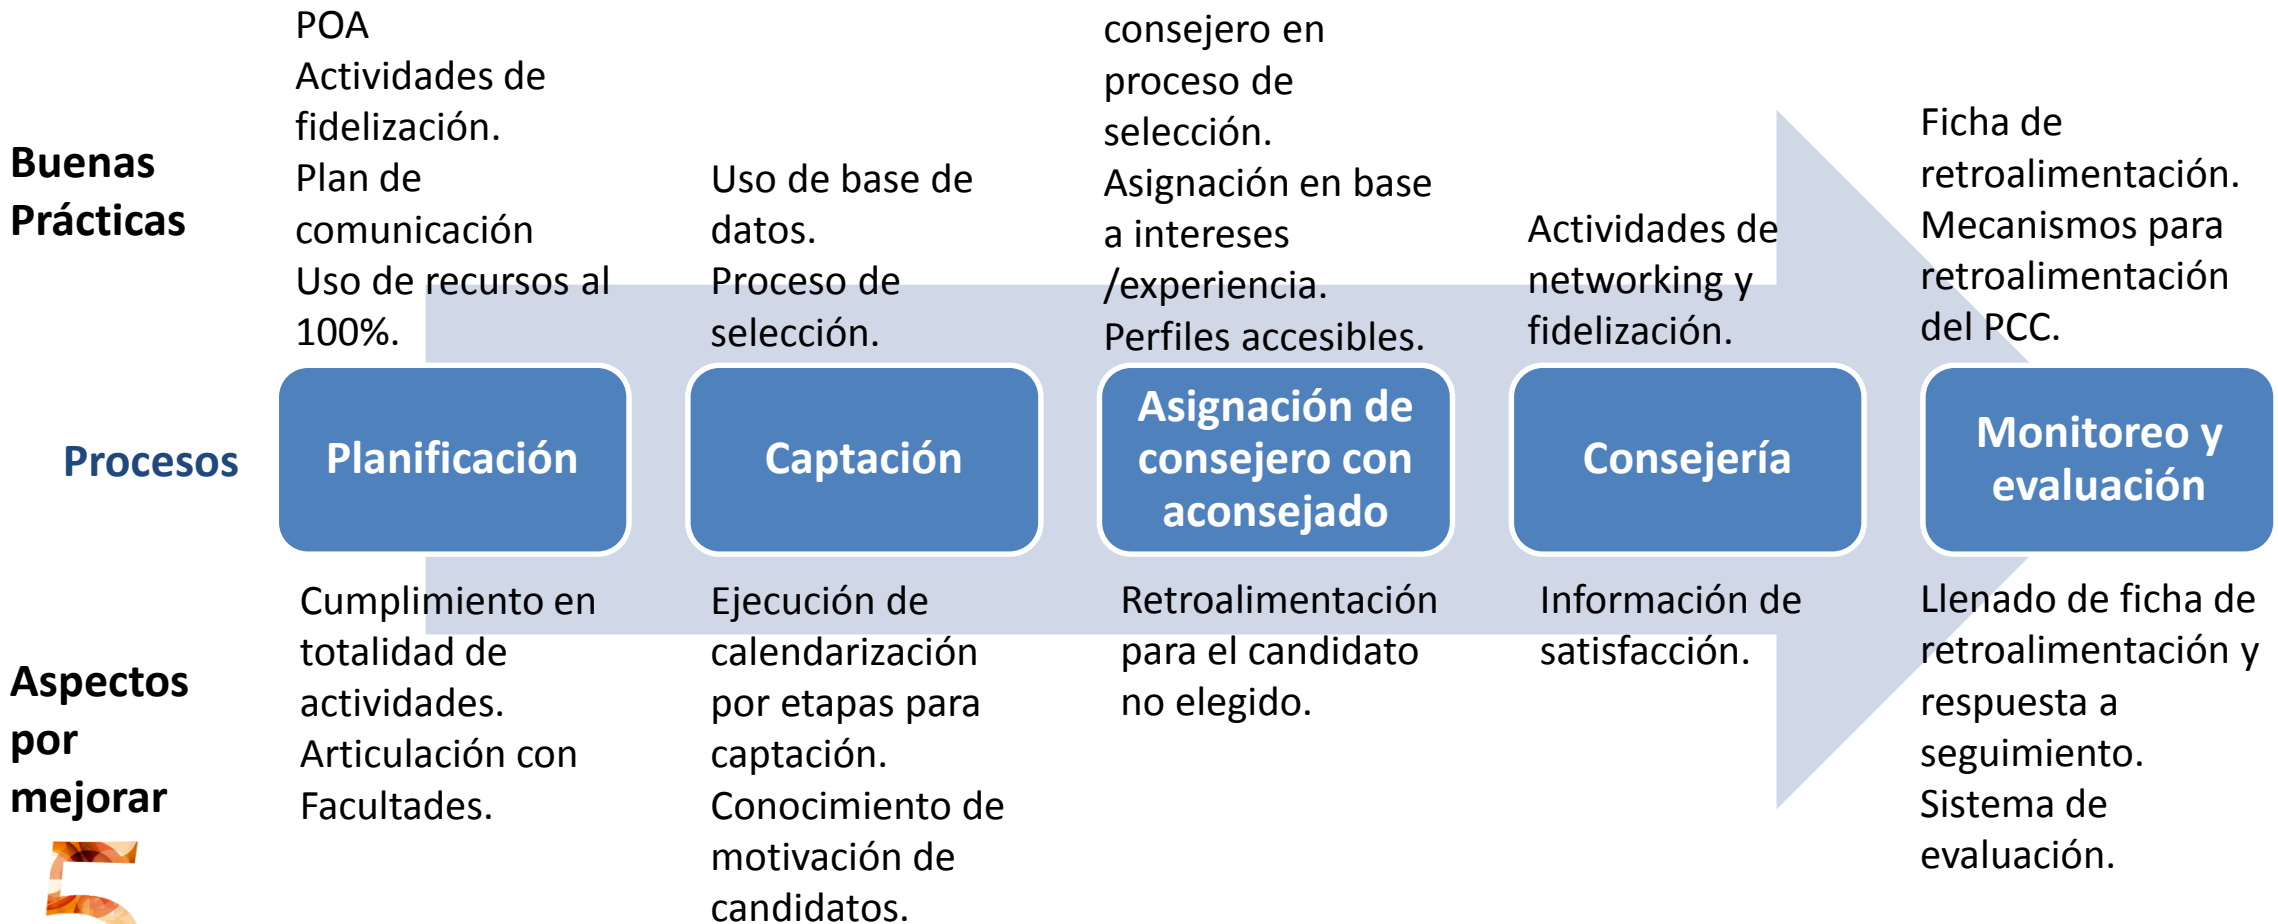 Buenas
Prácticas
POA
Actividades de
fidelización.
Plan de
comunicación
Uso de recursos al
100%.
Uso de base de
datos.
Proceso de
selección.
consejero en
proceso de
selección.
Asignación en base
a intereses
/experiencia.
Perfiles accesibles.
Actividades de
networking y
fidelización.
Ficha de
retroalimentación.
Mecanismos para
retroalimentación
del PCC.
Procesos
Planificación
Captación
Asignación de
consejero con
aconsejado
Consejería
Monitoreo y
evaluación
Aspectos
por
mejorar
Cumplimiento en
totalidad de
actividades.
Articulación con
Facultades.
Ejecución de
calendarización
por etapas para
captación.
Conocimiento de
motivación de
candidatos.
Retroalimentación
para el candidato
no elegido.
Información de
satisfacción.
Llenado de ficha de
retroalimentación y
respuesta a
seguimiento.
Sistema de
evaluación.
5